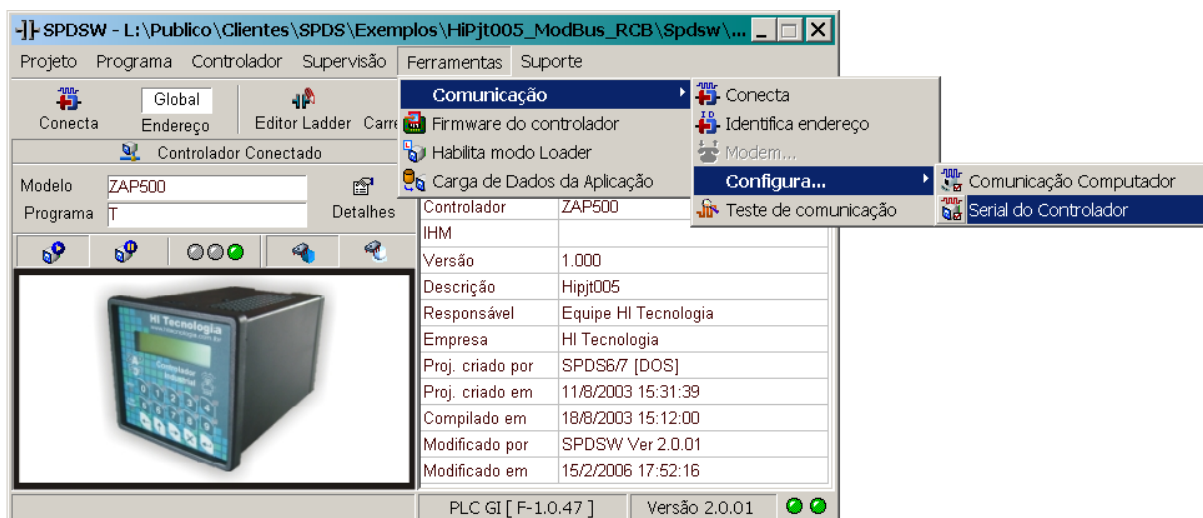 SPDSW - L:\Publico\Clientes\SPDS\Exemplos\HiPjt005_ModBus_RCB\Spdsw\...
Projeto Programa Controlador Supervisão Ferramentas Suporte
Conecta
Global
Endereço
Editor Ladder
Carre
Controlador Conectado
Modelo ZAP500
Programa T
Detalhes
Comunicação
Firmware do controlador
Habilita modo Loader
Carga de Dados da Aplicação
Conecta
Identifica endereço
Modem...
Configura...
Teste de comunicação
Comunicação Computador
Serial do Controlador
Controlador ZAP500
IHM
Versão 1.000
Descrição Hipjt005
Responsável Equipe HI Tecnologia
Empresa HI Tecnologia
Proj. criado por SPDS6/7 [DOS]
Proj. criado em 11/8/2003 15:31:39
Compilado em 18/8/2003 15:12:00
Modificado por SPDSW Ver 2.0.01
Modificado em 15/2/2006 17:52:16
HI Tecnologia
Controlador
Industrial
PLC GI [ F-1.0.47 ] Versão 2.0.01